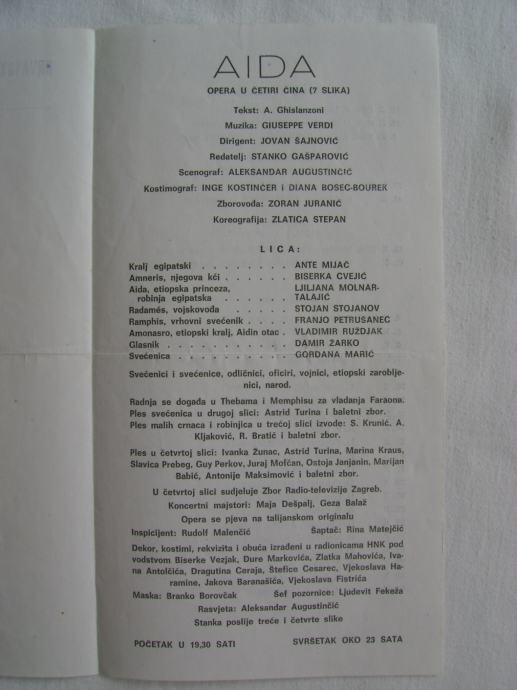 AIDA
OPERA U ČETIRI ČINA (7 SLIKA)
Tekst: A. Ghislanzoni
Muzika: GIUSEPPE VERDI
Dirigent: JOVAN ŠAJNOVIĆ
Redatelj: STANKO GAŠPAROVIĆ
Scenograf: ALEKSANDAR AUGUSTINČIĆ
Kostimograf: INGE KOSTINČER i DIANA BOSEC-BOUREK
Zborovođa: ZORAN JURANIĆ
Koreografija: ZLATICA STEPAN
LICA:
Kralj egipatski . . . . . . . . ANTE MIJAČ
Amneris, njegova kći . . . . . . BISERKA CVEJIĆ
Aida, etiopska princeza, LJILJANA MOLNAR-
robinja egipatska . . . . . . TALAJIĆ
Radamès, vojskovođa . . . . . STOJAN STOJANOV
Ramphis, vrhovni svećenik . . . . FRANJO PETRUŠANEC
Amonasro, etiopski kralj, Aidin otac . VLADIMIR RUŽDJAK
Glasnik . . . . . . . . . . . DAMIR ŽARKO
Svećenica . . . . . . . . . . GORDANA MARIĆ
Svećenici i svećenice, odličnici, oficiri, vojnici, etiopski zaroblje-
nici, narod.
Radnja se događa u Thebama i Memphisu za vladanja Faraona.
Ples svećenica u drugoj slici: Astrid Turina i baletni zbor.
Ples malih crnaca i robinjica u trećoj slici izvode: S. Krunić, A.
Kljaković, R. Bratić i baletni zbor.
Ples u četvrtoj slici: Ivanka Žunac, Astrid Turina, Marina Kraus,
Slavica Prebeg, Guy Perkov, Juraj Mofčan, Ostoja Janjanin, Marijan
Babić, Antonije Maksimović i baletni zbor.
U četvrtoj slici sudjeluje Zbor Radio-televizije Zagreb.
Koncertni majstori: Maja Dešpalj, Geza Balaž
Opera se pjeva na talijanskom originalu
Inspicijent: Rudolf Malenčić Šaptač: Rina Matejčić
Dekor, kostimi, rekvizita i obuća izrađeni u radionicama HNK pod
vodstvom Biserke Vezjak, Đure Markovića, Zlatka Mahovića, Iva-
na Antolčića, Dragutina Ceraja, Štefice Cesarec, Vjekoslava Ha-
ramine, Jakova Baranašića, Vjekoslava Fistrića
Maska: Branko Borovčak Šef pozornice: Ljudevit Fekeža
Rasvjeta: Aleksandar Augustinčić
Stanka poslije treće i četvrte slike
POČETAK U 19,30 SATI SVRŠETAK OKO 23 SATA